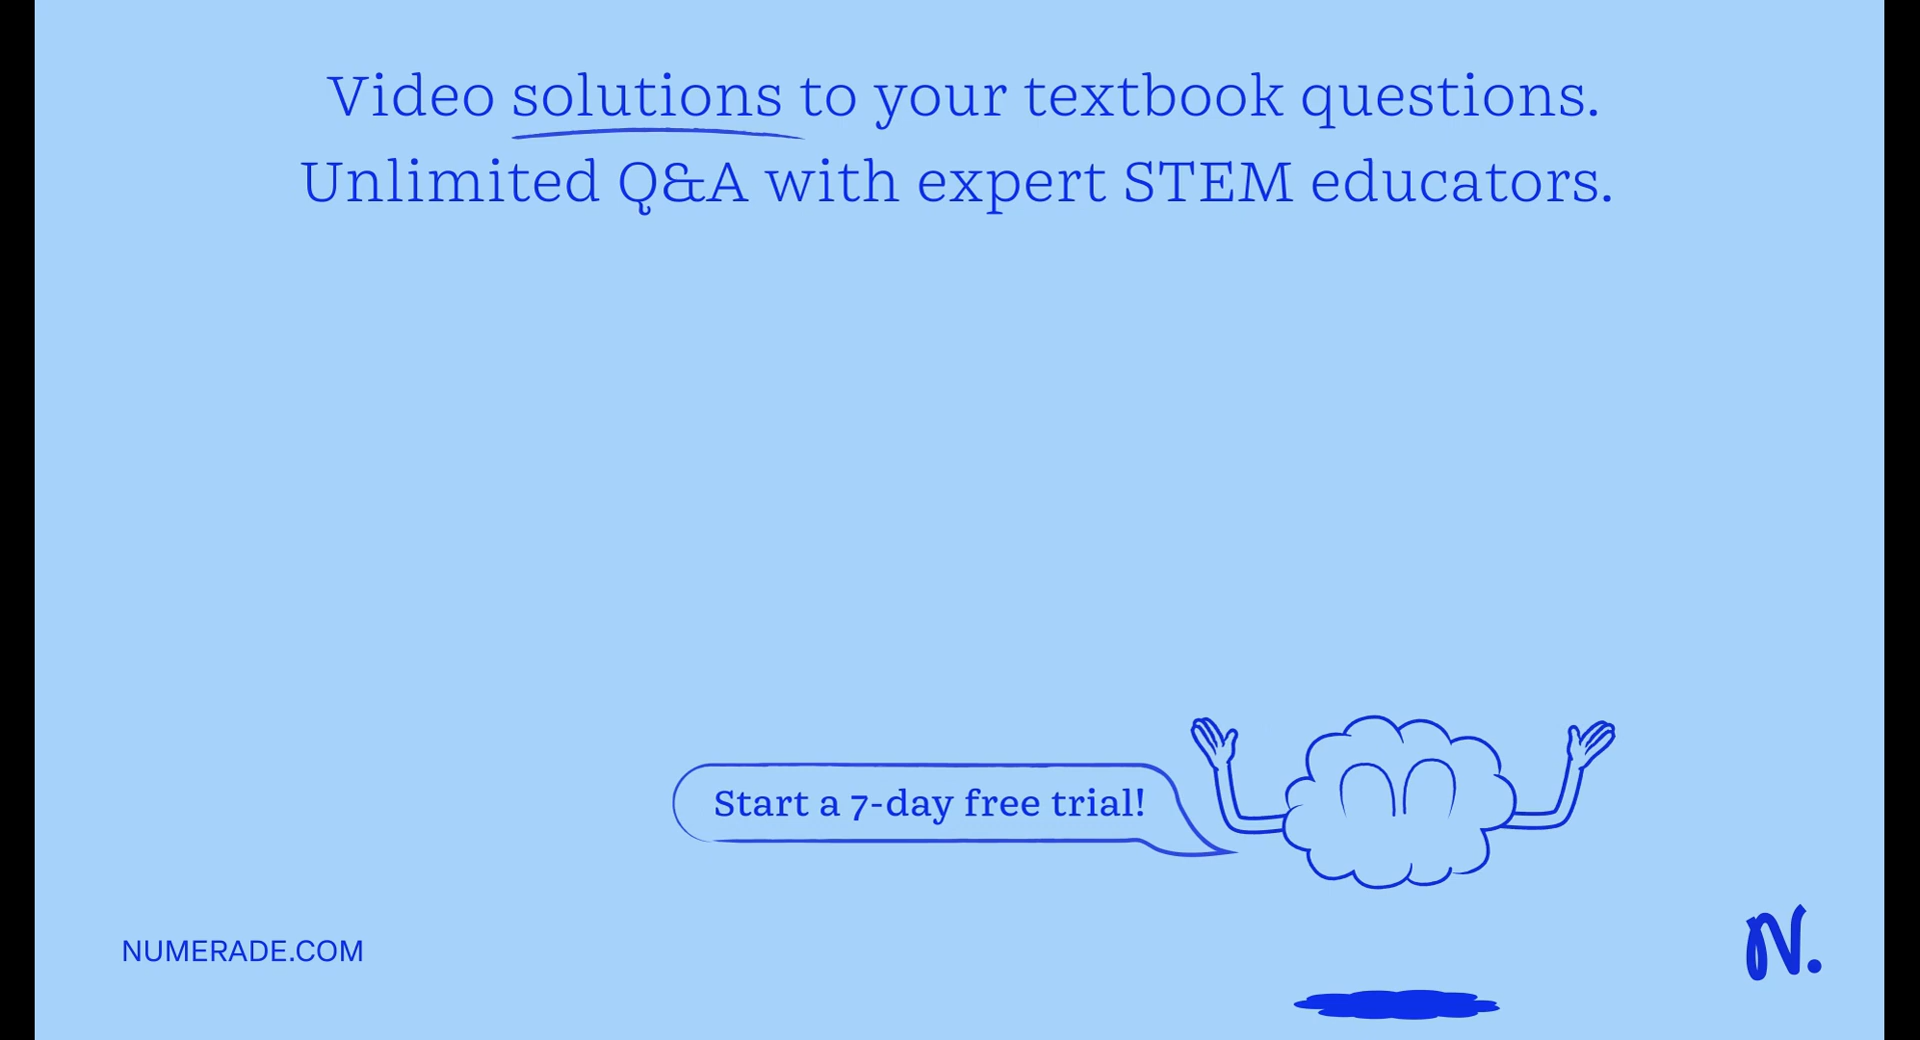 Video solutions to your textbook questions.
Unlimited Q&A with expert STEM educators.
Start a 7-day free trial!
NUMERADE.COM
N.